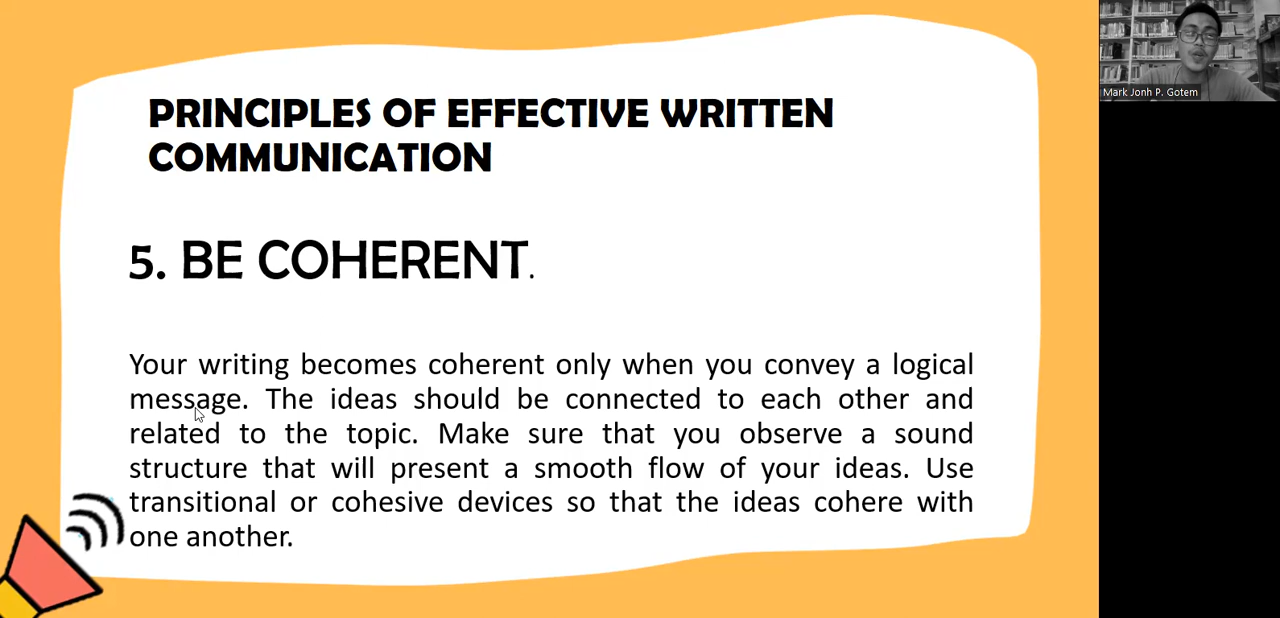 PRINCIPLES OF EFFECTIVE WRITTEN
COMMUNICATION
5. BE COHERENT.
Your writing becomes coherent only when you convey a logical
message. The ideas should be connected to each other and
related to the topic. Make sure that you observe a sound
structure that will present a smooth flow of your ideas. Use
transitional or cohesive devices so that the ideas cohere with
one another.
Mark Jonh P. Gotem